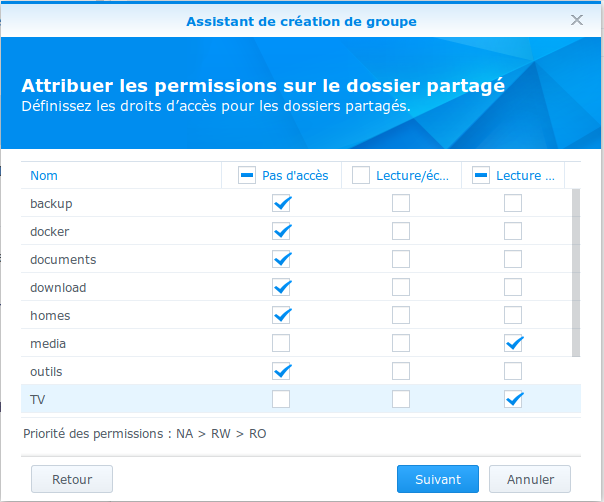 Assistant de création de groupe
Attribuer les permissions sur le dossier partagé
Définissez les droits d’accès pour les dossiers partagés.
Nom Pas d'accès Lecture/éc... Lecture ...
backup
docker
documents
download
homes
media
outils
TV
Priorité des permissions : NA > RW > RO
Retour Suivant Annuler